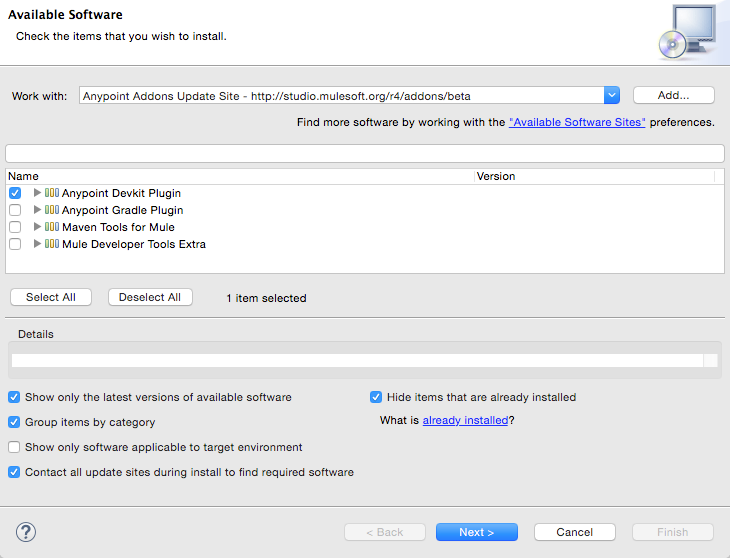 Available Software
Check the items that you wish to install.
Work with: Anypoint Addons Update Site - http://studio.mulesoft.org/r4/addons/beta Add...
Find more software by working with the "Available Software Sites" preferences.
Name Version
Anypoint Devkit Plugin
Anypoint Gradle Plugin
Maven Tools for Mule
Mule Developer Tools Extra
Select All Deselect All 1 item selected
Details
Show only the latest versions of available software Hide items that are already installed
Group items by category What is already installed?
Show only software applicable to target environment
Contact all update sites during install to find required software
? < Back Next > Cancel Finish